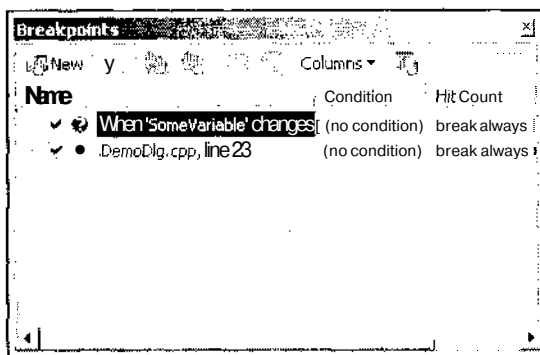 Breakpoints
New y Columns
Name Condition Hit Count
When 'SomeVariable' changes (no condition) break always
DemoDlg.cpp, line 23 (no condition) break always